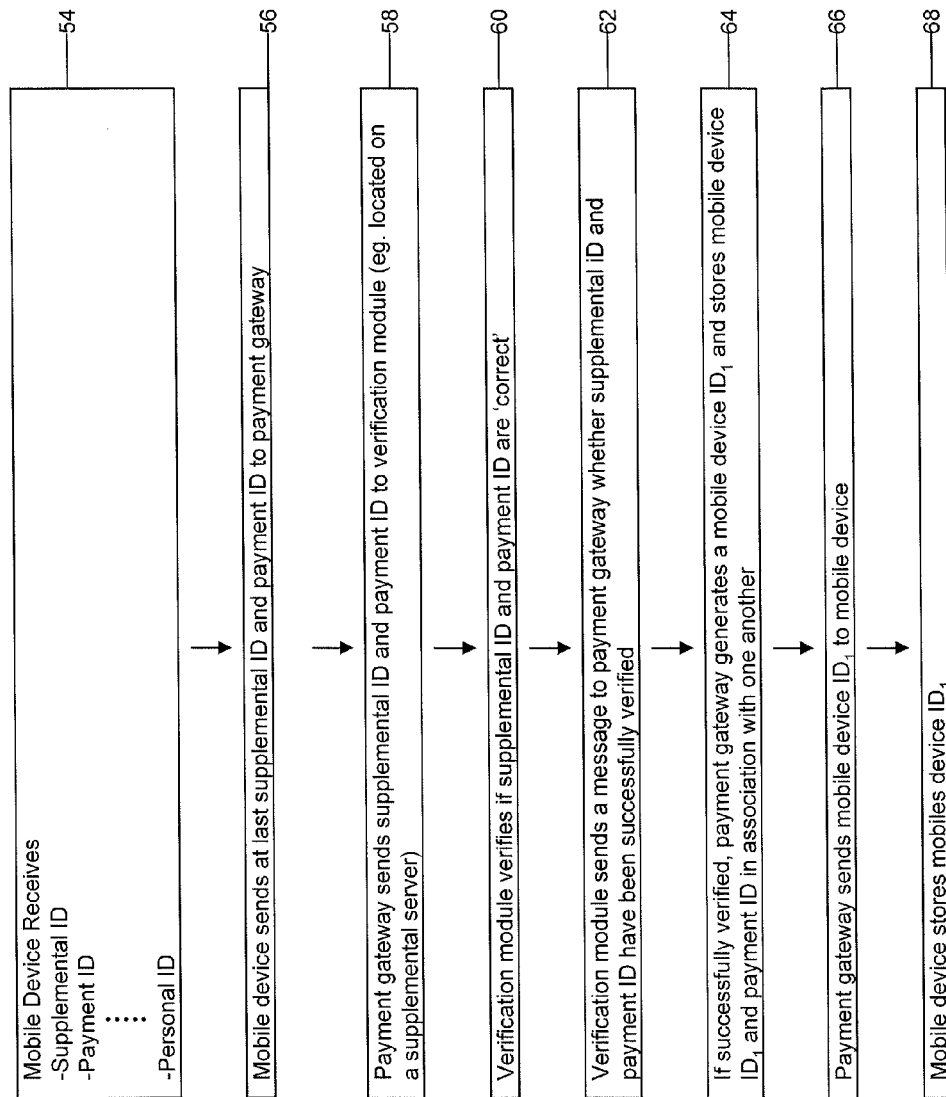 Mobile Device Receives
-Supplemental ID
-Payment ID
-Personal ID
54
Mobile device sends at last supplemental ID and payment ID to payment gateway
56
Payment gateway sends supplemental ID and payment ID to verification module (eg. located on
a supplemental server)
58
Verification module verifies if supplemental ID and payment ID are 'correct'
60
Verification module sends a message to payment gateway whether supplemental ID and
payment ID have been successfully verified
62
If successfully verified, payment gateway generates a mobile device ID₁ and stores mobile device
ID₁ and payment ID in association with one another
64
Payment gateway sends mobile device ID₁ to mobile device
66
Mobile device stores mobiles device ID₁
68